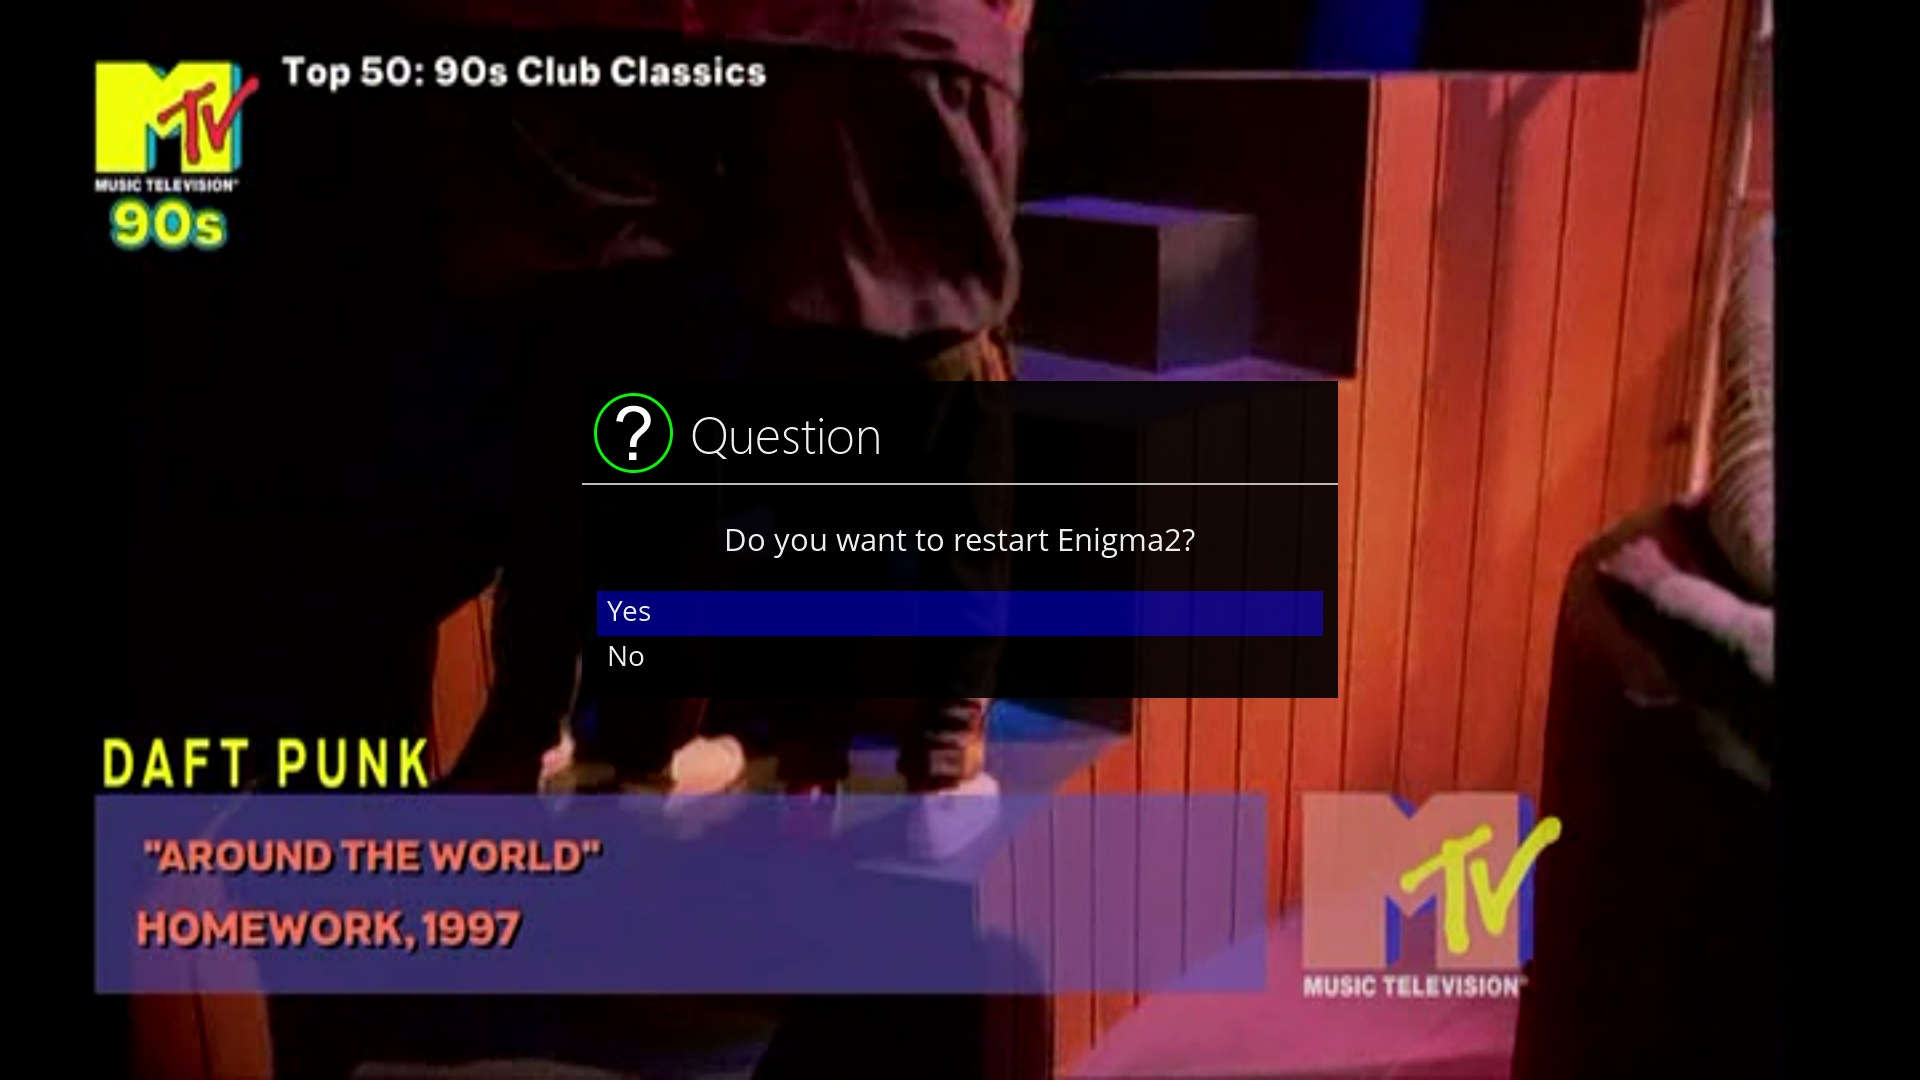 Top 50: 90s Club Classics
MTV
MUSIC TELEVISION
90s
? Question
Do you want to restart Enigma2?
Yes
No
DAFT PUNK
"AROUND THE WORLD"
HOMEWORK, 1997
MTV
MUSIC TELEVISION